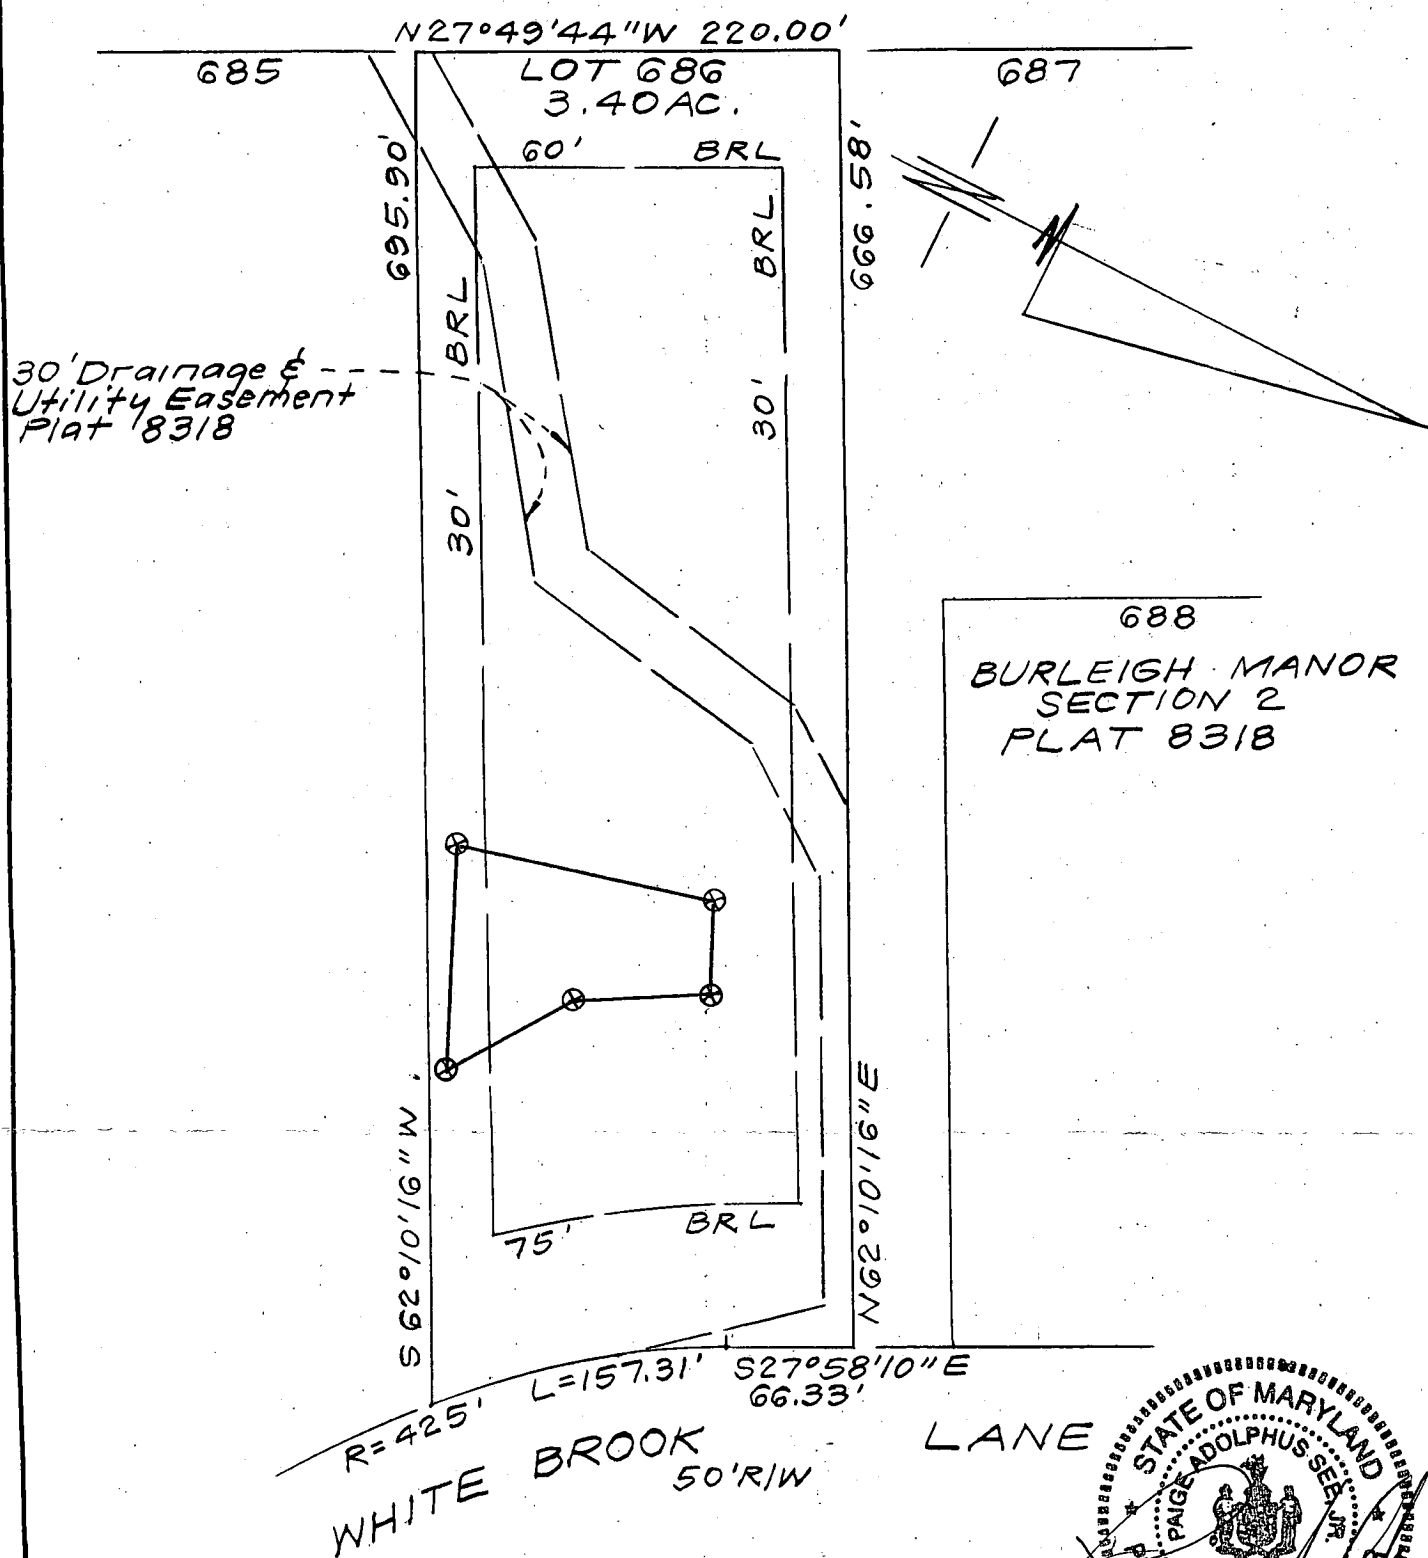 N27°49'44"W 220.00'
685
LOT 686
3.40 AC.
687
60'
BRL
695.90'
666.58'
BRL
BRL
N
30' Drainage &
Utility Easement
Plat 8318
30'
30'
688
BURLEIGH MANOR
SECTION 2
PLAT 8318
S 62°10'16"W
N62°10'16"E
75'
BRL
L=157.31'
S27°58'10"E
66.33'
R=425'
WHITE BROOK LANE
50'R/W
STATE OF MARYLAND
PAIGE ADOLPHUS SEE, JR.